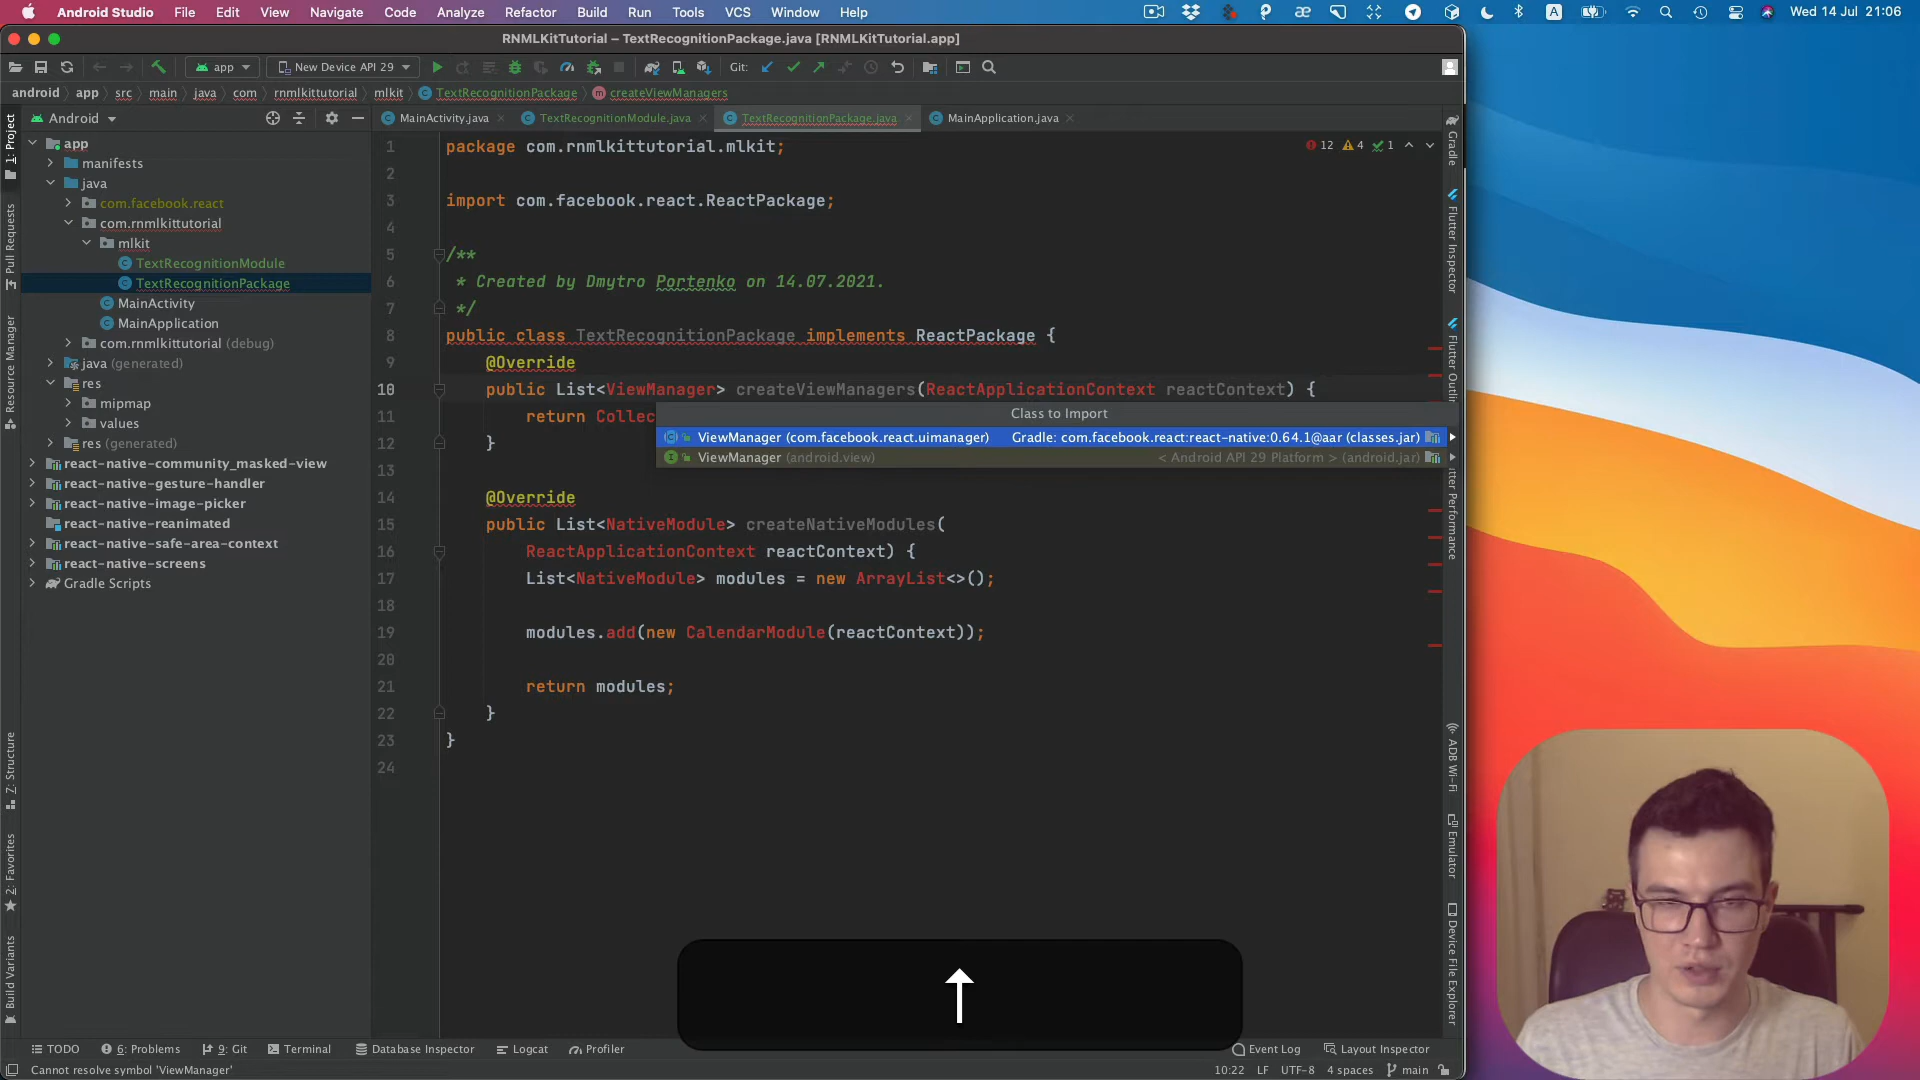 Android Studio File Edit View Navigate Code Analyze Refactor Build Run Tools VCS Window Help
A Wed 14 Jul 21:06
RNMLKitTutorial – TextRecognitionPackage.java [RNMLKitTutorial.app]
app New Device API 29 Git:
android app src main java com rnmlkittutorial mlkit TextRecognitionPackage createViewManagers
Android
MainActivity.java TextRecognitionModule.java TextRecognitionPackage.java MainApplication.java
1: Project
Pull Requests
Resource Manager
Z: Structure
2: Favorites
Build Variants
app
manifests
java
com.facebook.react
com.rnmlkittutorial
mlkit
TextRecognitionModule
TextRecognitionPackage
MainActivity
MainApplication
com.rnmlkittutorial (debug)
java (generated)
res
mipmap
values
res (generated)
react-native-community_masked-view
react-native-gesture-handler
react-native-image-picker
react-native-reanimated
react-native-safe-area-context
react-native-screens
Gradle Scripts
12 4 1
1 package com.rnmlkittutorial.mlkit;
2
3 import com.facebook.react.ReactPackage;
4
5 /**
6 * Created by Dmytro Portenko on 14.07.2021.
7 */
8 public class TextRecognitionPackage implements ReactPackage {
9 @Override
10 public List<ViewManager> createViewManagers(ReactApplicationContext reactContext) {
11 return Collec
12 }
13
14 @Override
15 public List<NativeModule> createNativeModules(
16 ReactApplicationContext reactContext) {
17 List<NativeModule> modules = new ArrayList<>();
18
19 modules.add(new CalendarModule(reactContext));
20
21 return modules;
22 }
23 }
24
Class to Import
ViewManager (com.facebook.react.uimanager) Gradle: com.facebook.react:react-native:0.64.1@aar (classes.jar)
ViewManager (android.view) < Android API 29 Platform > (android.jar)
Gradle
Flutter Inspector
Flutter Outlin
tter Performance
ADB Wi-Fi
Emulator
Device File Explorer
↑
TODO 6: Problems 9: Git Terminal Database Inspector Logcat Profiler Event Log Layout Inspector
Cannot resolve symbol 'ViewManager' 10:22 LF UTF-8 4 spaces main